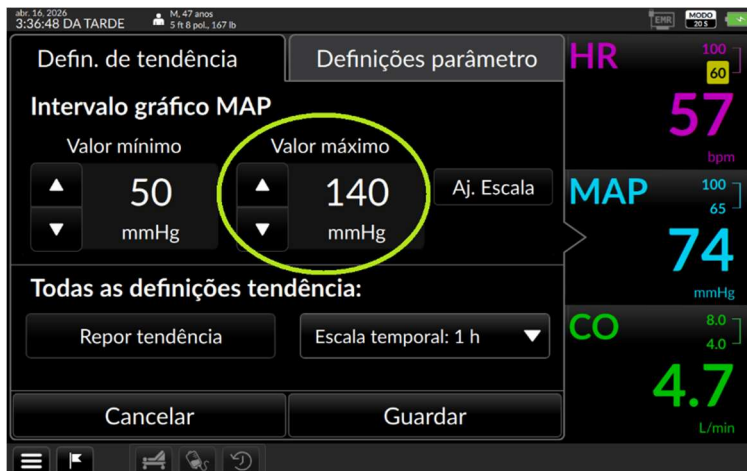 abr. 16, 2026
3:36:48 DA TARDE
M, 47 anos
5 ft 8 pol., 167 lb
EMR
MODO
20 S
Defin. de tendência
Definições parâmetro
Intervalo gráfico MAP
Valor mínimo
Valor máximo
50
mmHg
140
mmHg
Aj. Escala
Todas as definições tendência:
Repor tendência
Escala temporal: 1 h
Cancelar
Guardar
HR
100
60
57
bpm
MAP
100
65
74
mmHg
CO
8.0
4.0
4.7
L/min